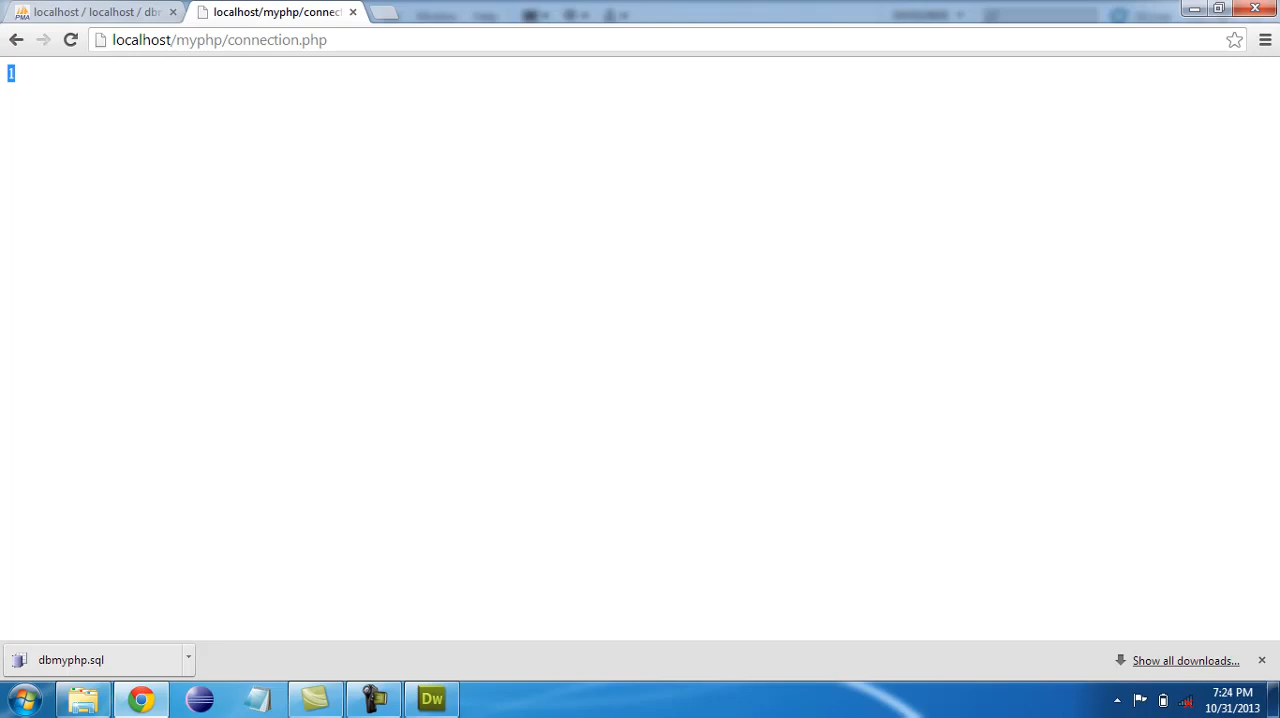 localhost / localhost / db
localhost/myphp/connec
localhost/myphp/connection.php
1
dbmyphp.sql
Show all downloads...
Dw
7:24 PM
10/31/2013